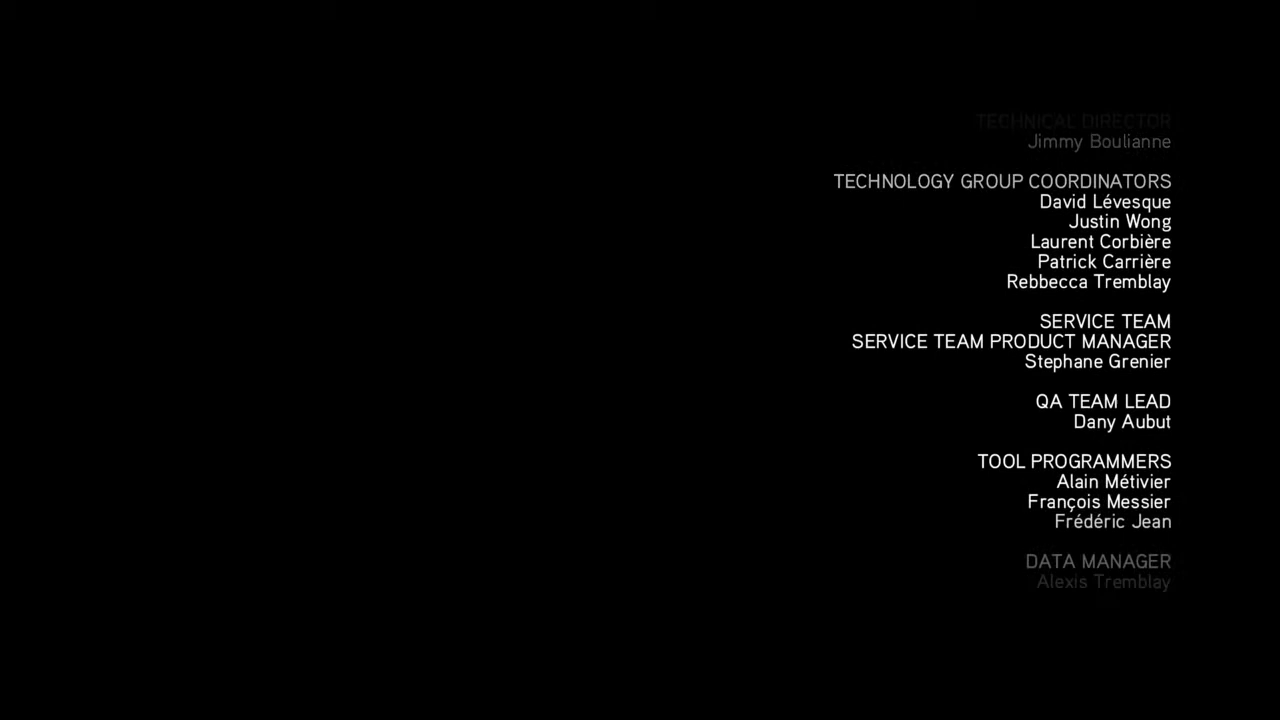 TECHNICAL DIRECTOR
Jimmy Boulianne
TECHNOLOGY GROUP COORDINATORS
David Lévesque
Justin Wong
Laurent Corbière
Patrick Carrière
Rebbecca Tremblay
SERVICE TEAM
SERVICE TEAM PRODUCT MANAGER
Stephane Grenier
QA TEAM LEAD
Dany Aubut
TOOL PROGRAMMERS
Alain Métivier
François Messier
Frédéric Jean
DATA MANAGER
Alexis Tremblay